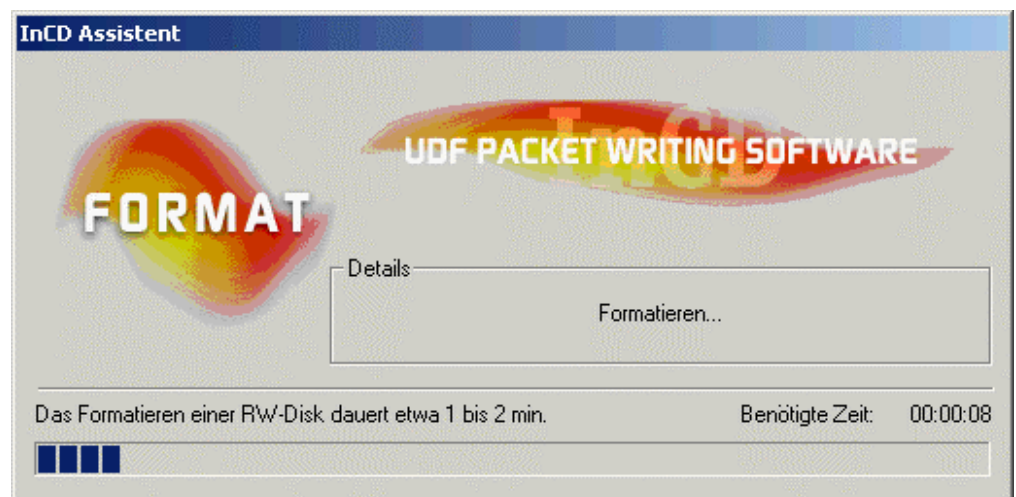 InCD Assistent
InCD
UDF PACKET WRITING SOFTWARE
FORMAT
Details
Formatieren...
Das Formatieren einer RW-Disk dauert etwa 1 bis 2 min. Benötigte Zeit: 00:00:08